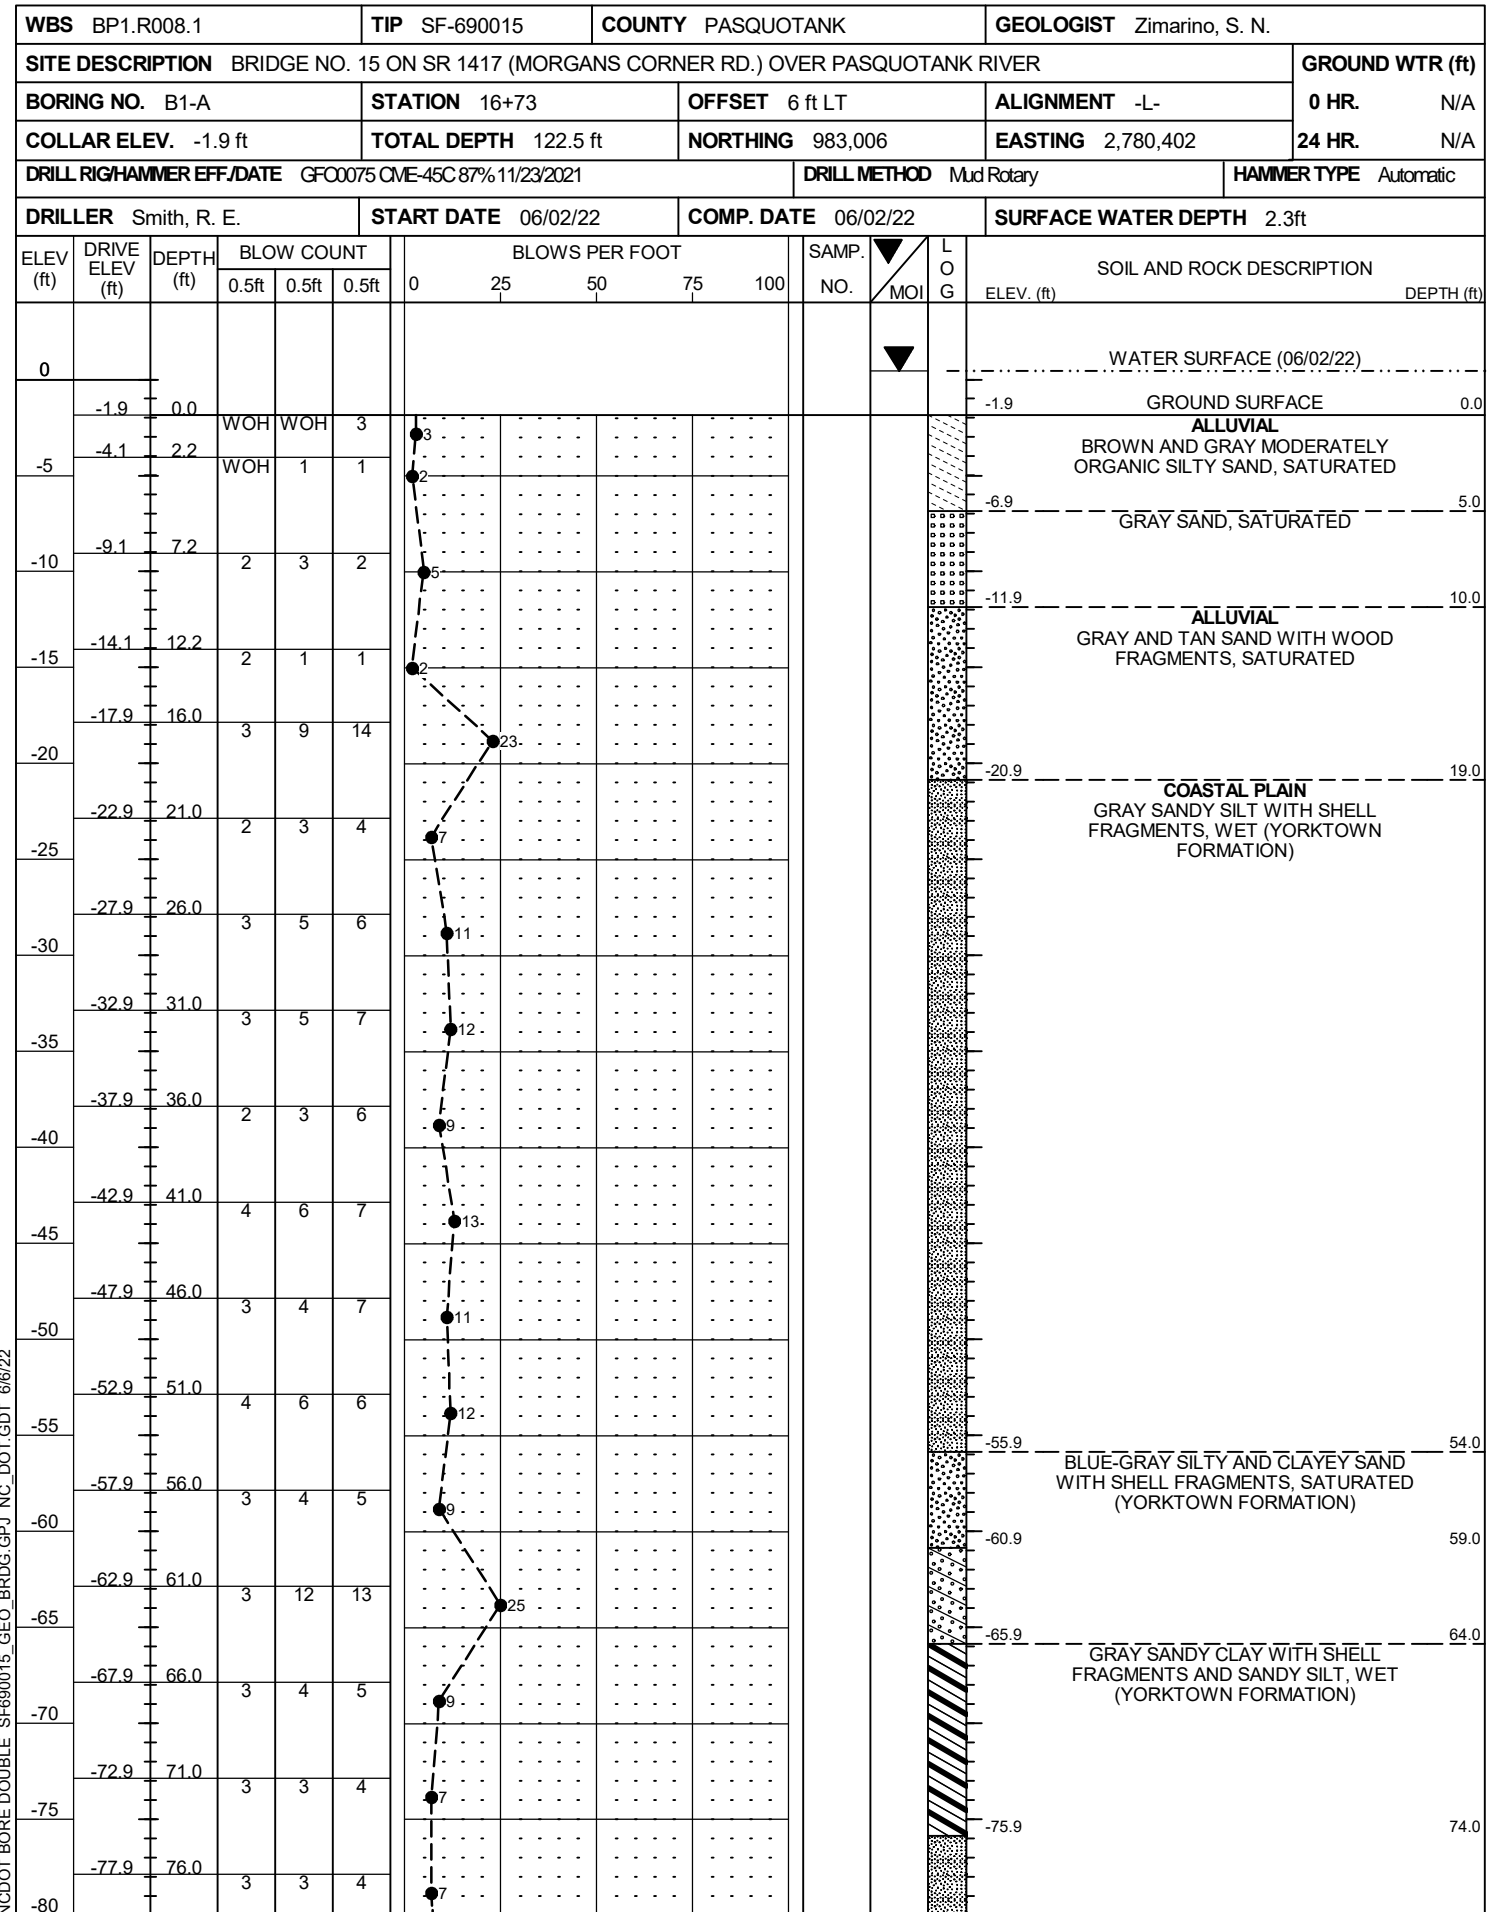 WBS BP1.R008.1 TIP SF-690015 COUNTY PASQUOTANK GEOLOGIST Zimarino, S. N.
SITE DESCRIPTION BRIDGE NO. 15 ON SR 1417 (MORGANS CORNER RD.) OVER PASQUOTANK RIVER GROUND WTR (ft)
BORING NO. B1-A STATION 16+73 OFFSET 6 ft LT ALIGNMENT -L- 0 HR. N/A
COLLAR ELEV. -1.9 ft TOTAL DEPTH 122.5 ft NORTHING 983,006 EASTING 2,780,402 24 HR. N/A
DRILL RIG/HAMMER EFF./DATE GFO0075 CME-45C 87% 11/23/2021 DRILL METHOD Mud Rotary HAMMER TYPE Automatic
DRILLER Smith, R. E. START DATE 06/02/22 COMP. DATE 06/02/22 SURFACE WATER DEPTH 2.3ft
ELEV (ft) DRIVE ELEV (ft) DEPTH (ft) BLOW COUNT BLOWS PER FOOT SAMP. NO. MOI LOG SOIL AND ROCK DESCRIPTION
0.5ft 0.5ft 0.5ft 0 25 50 75 100 ELEV. (ft) DEPTH (ft)
WATER SURFACE (06/02/22)
0
-1.9 0.0 -1.9 GROUND SURFACE 0.0
WOH WOH 3 3 ALLUVIAL
BROWN AND GRAY MODERATELY
-4.1 2.2
-5 WOH 1 1 2 ORGANIC SILTY SAND, SATURATED
-6.9 5.0
GRAY SAND, SATURATED
-9.1 7.2
-10 2 3 2 5
-11.9 10.0
ALLUVIAL
-14.1 12.2 GRAY AND TAN SAND WITH WOOD
-15 2 1 1 2 FRAGMENTS, SATURATED
-17.9 16.0
3 9 14 23
-20
-20.9 19.0
COASTAL PLAIN
-22.9 21.0 GRAY SANDY SILT WITH SHELL
2 3 4 7 FRAGMENTS, WET (YORKTOWN
-25 FORMATION)
-27.9 26.0
3 5 6 11
-30
-32.9 31.0
3 5 7 12
-35
-37.9 36.0
2 3 6 9
-40
-42.9 41.0
4 6 7 13
-45
-47.9 46.0
3 4 7 11
-50
-52.9 51.0
4 6 6 12
-55
-55.9 54.0
BLUE-GRAY SILTY AND CLAYEY SAND
-57.9 56.0 WITH SHELL FRAGMENTS, SATURATED
3 4 5 9 (YORKTOWN FORMATION)
-60
-60.9 59.0
-62.9 61.0
3 12 13 25
-65
-65.9 64.0
GRAY SANDY CLAY WITH SHELL
-67.9 66.0 FRAGMENTS AND SANDY SILT, WET
3 4 5 9 (YORKTOWN FORMATION)
-70
-72.9 71.0
3 3 4 7
-75
-75.9 74.0
-77.9 76.0
3 3 4 7
-80
NCDOT BORE DOUBLE SF690015_GEO_BRDG.GPJ NC_DOT.GDT 6/6/22